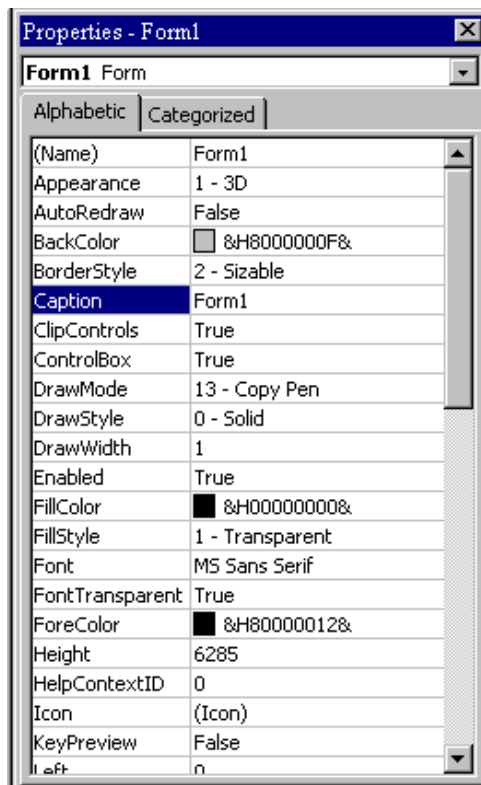 Properties - Form1
Form1 Form
Alphabetic Categorized
(Name) Form1
Appearance 1 - 3D
AutoRedraw False
BackColor &H8000000F&
BorderStyle 2 - Sizable
Caption Form1
ClipControls True
ControlBox True
DrawMode 13 - Copy Pen
DrawStyle 0 - Solid
DrawWidth 1
Enabled True
FillColor &H00000000&
FillStyle 1 - Transparent
Font MS Sans Serif
FontTransparent True
ForeColor &H80000012&
Height 6285
HelpContextID 0
Icon (Icon)
KeyPreview False
Left 0